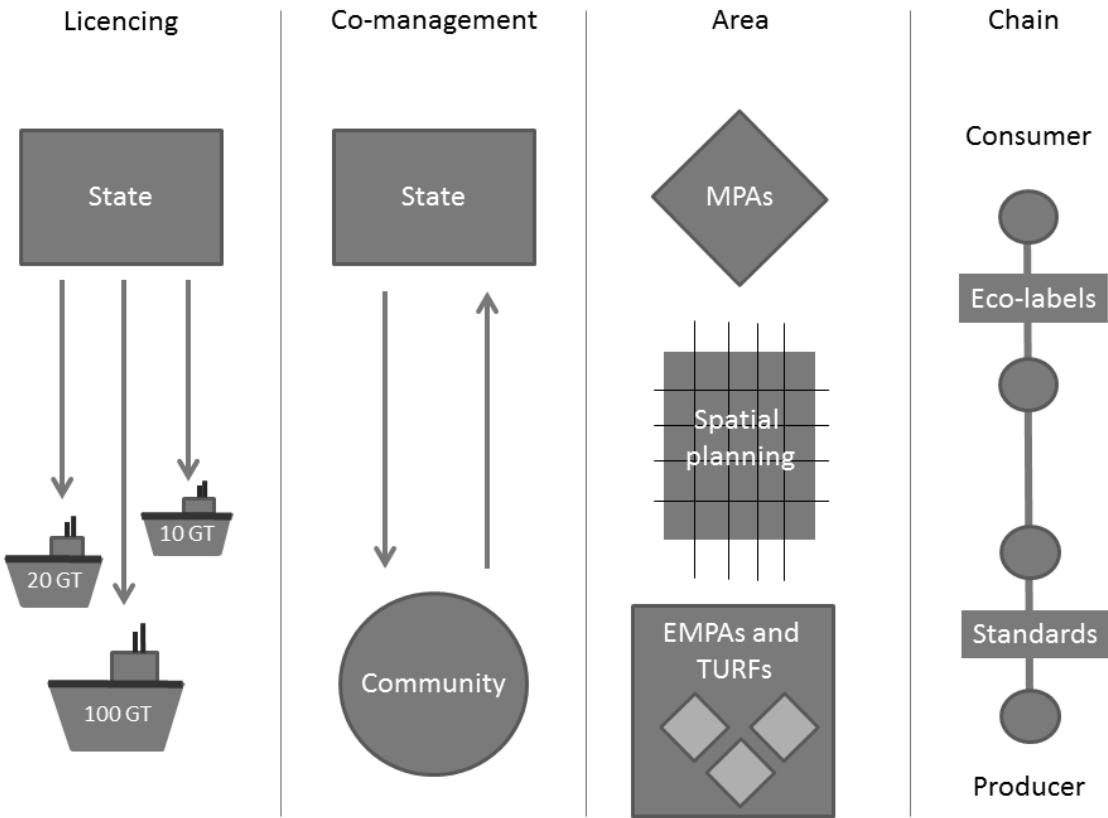 Licencing
State
10 GT
20 GT
100 GT
Co-management
State
Community
Area
MPAs
Spatial
planning
EMPAs and
TURFs
Chain
Consumer
Eco-labels
Standards
Producer